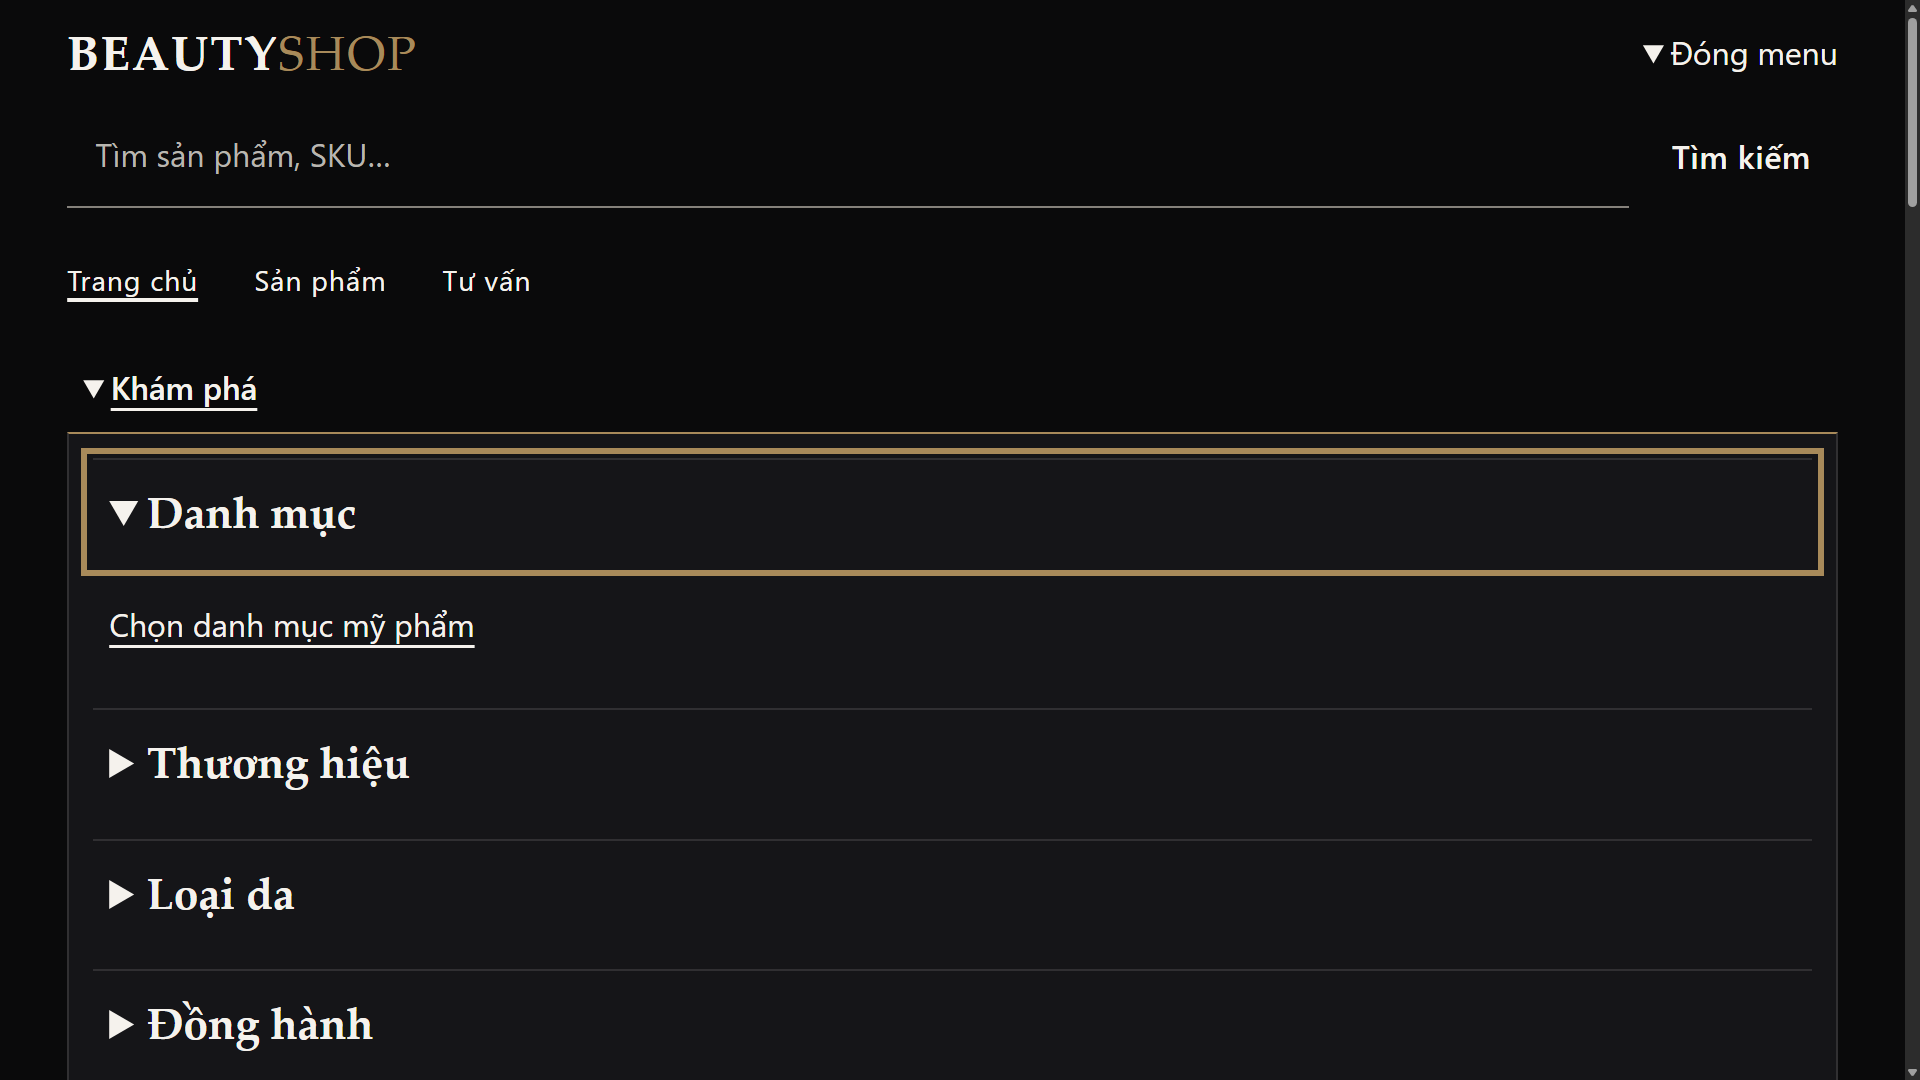 BEAUTYSHOP
Đóng menu
Tìm sản phẩm, SKU...
Tìm kiếm
Trang chủ Sản phẩm Tư vấn
Khám phá
Danh mục
Chọn danh mục mỹ phẩm
Thương hiệu
Loại da
Đồng hành